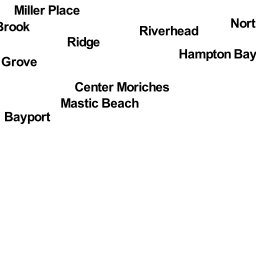 Miller Place
Nort
Brook
Riverhead
Ridge
Hampton Bay
Grove
Center Moriches
Mastic Beach
Bayport